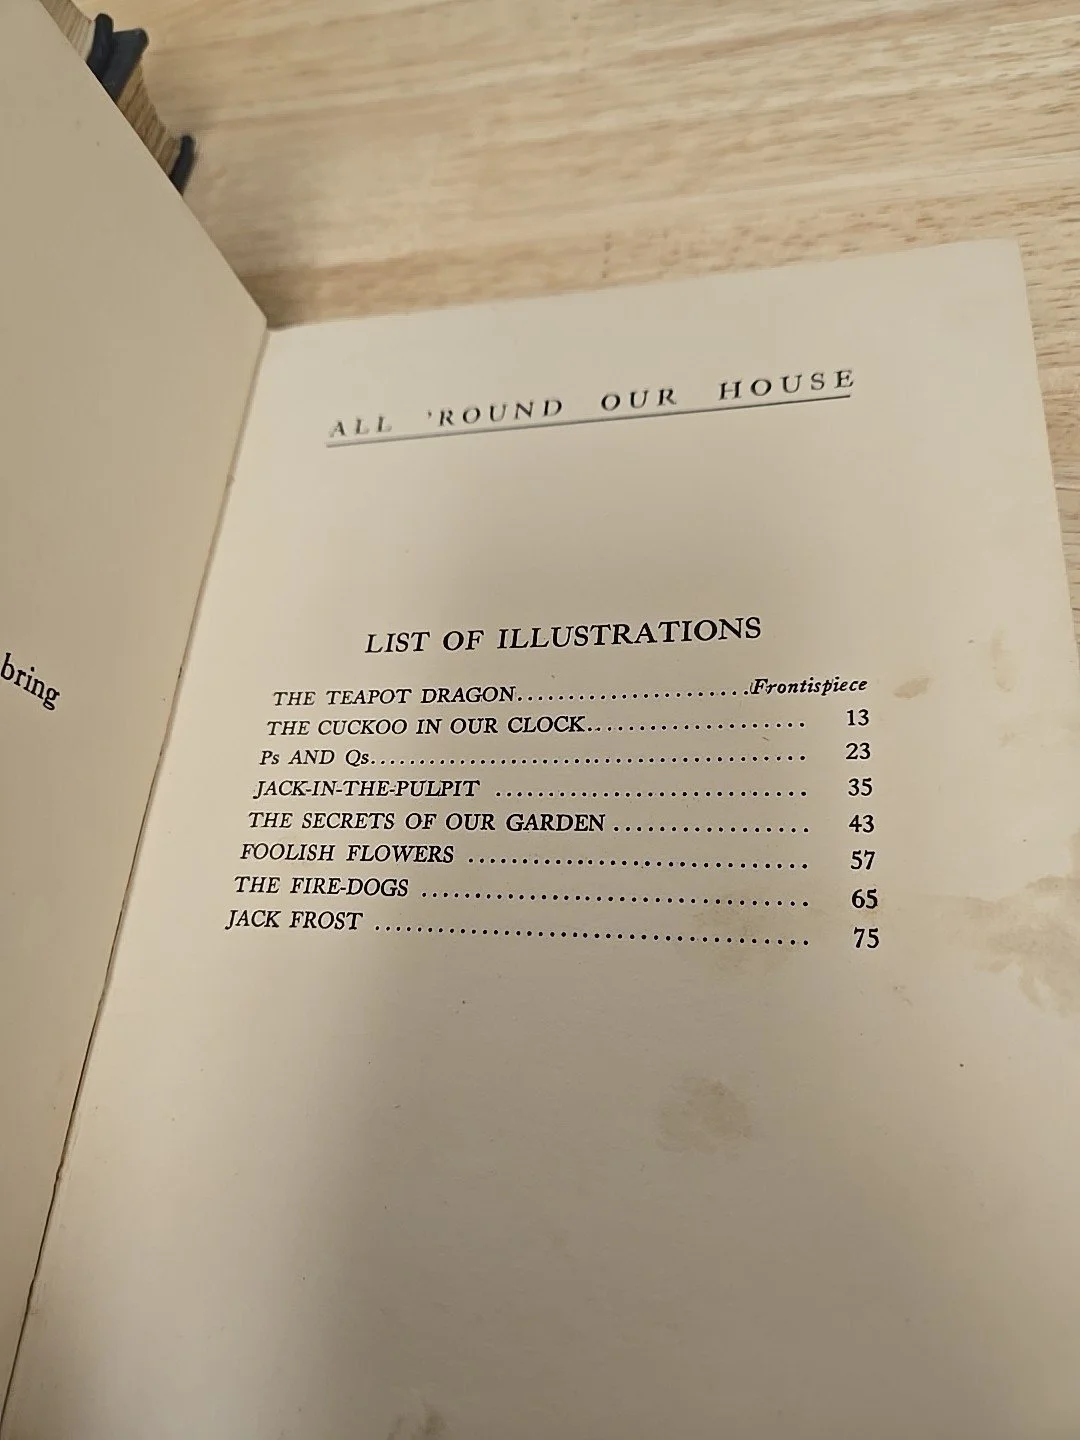 bring
ALL 'ROUND OUR HOUSE
LIST OF ILLUSTRATIONS
THE TEAPOT DRAGON......................Frontispiece
THE CUCKOO IN OUR CLOCK.................... 13
Ps AND Qs......................................... 23
JACK-IN-THE-PULPIT ............................. 35
THE SECRETS OF OUR GARDEN ................... 43
FOOLISH FLOWERS ................................ 57
THE FIRE-DOGS .................................... 65
JACK FROST ......................................... 75